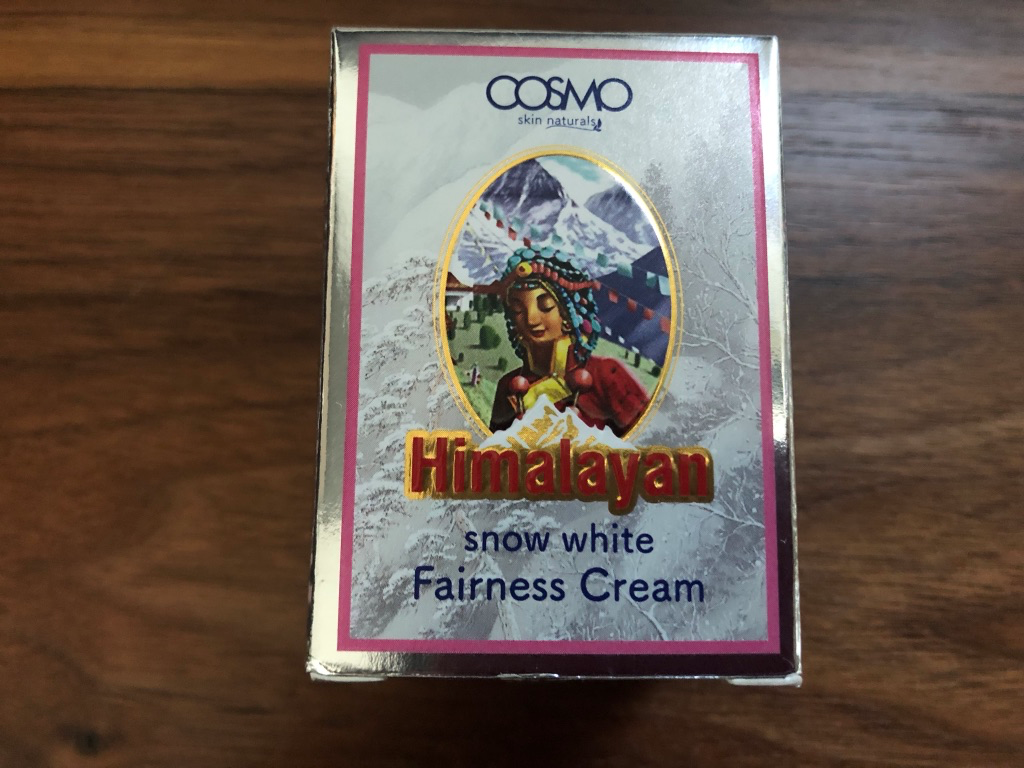 COSMO
skin naturals
Himalayan
snow white
Fairness Cream